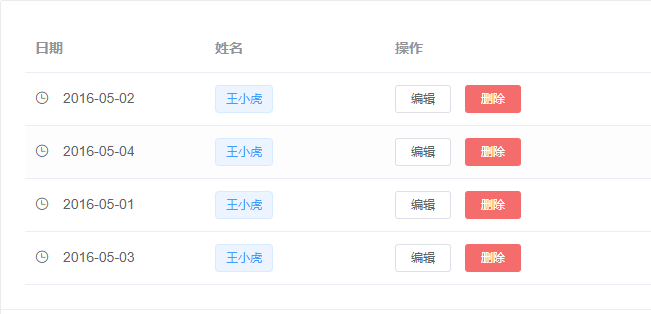 日期 姓名 操作
2016-05-02 王小虎 编辑 删除
2016-05-04 王小虎 编辑 删除
2016-05-01 王小虎 编辑 删除
2016-05-03 王小虎 编辑 删除